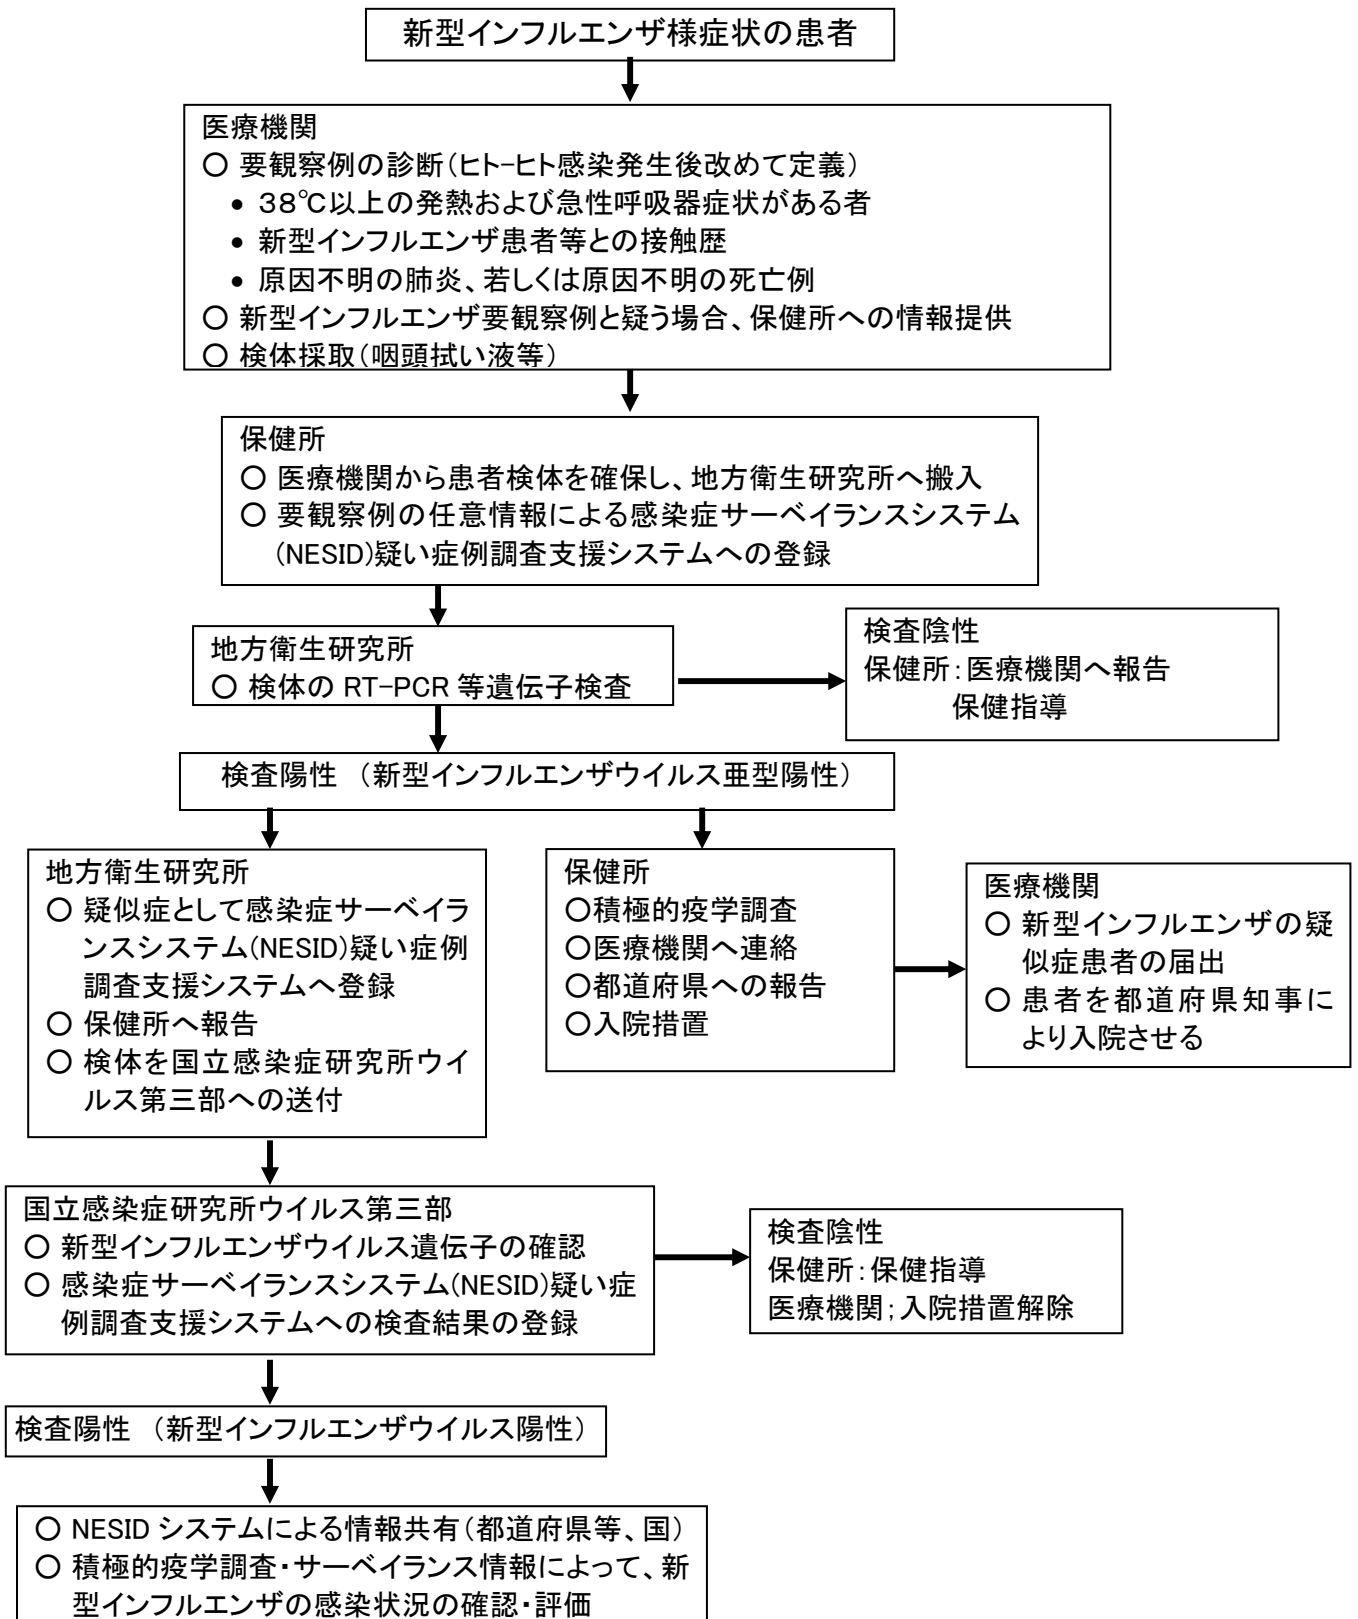 新型インフルエンザ様症状の患者
医療機関
○ 要観察例の診断(ヒト-ヒト感染発生後改めて定義)
• 38℃以上の発熱および急性呼吸器症状がある者
• 新型インフルエンザ患者等との接触歴
• 原因不明の肺炎、若しくは原因不明の死亡例
○ 新型インフルエンザ要観察例と疑う場合、保健所への情報提供
○ 検体採取(咽頭拭い液等)
保健所
○ 医療機関から患者検体を確保し、地方衛生研究所へ搬入
○ 要観察例の任意情報による感染症サーベイランスシステム
(NESID)疑い症例調査支援システムへの登録
地方衛生研究所
○ 検体の RT-PCR 等遺伝子検査
検査陰性
保健所:医療機関へ報告
保健指導
検査陽性 (新型インフルエンザウイルス亜型陽性)
地方衛生研究所
○ 疑似症として感染症サーベイラ
ンスシステム(NESID)疑い症例
調査支援システムへ登録
○ 保健所へ報告
○ 検体を国立感染症研究所ウイ
ルス第三部への送付
保健所
○積極的疫学調査
○医療機関へ連絡
○都道府県への報告
○入院措置
医療機関
○ 新型インフルエンザの疑
似症患者の届出
○ 患者を都道府県知事に
より入院させる
国立感染症研究所ウイルス第三部
○ 新型インフルエンザウイルス遺伝子の確認
○ 感染症サーベイランスシステム(NESID)疑い症
例調査支援システムへの検査結果の登録
検査陰性
保健所:保健指導
医療機関;入院措置解除
検査陽性 (新型インフルエンザウイルス陽性)
○ NESID システムによる情報共有(都道府県等、国)
○ 積極的疫学調査・サーベイランス情報によって、新
型インフルエンザの感染状況の確認・評価